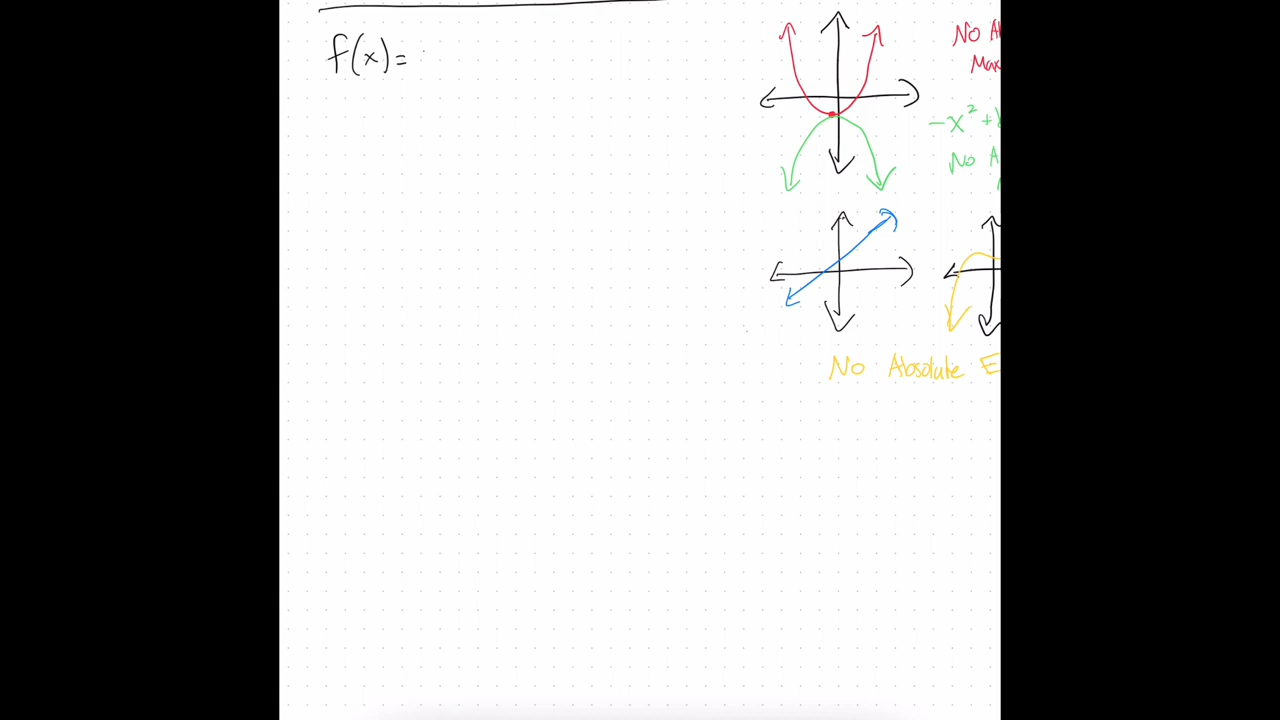 f(x)=
No
Max
-x² +
No A
No Absolute E